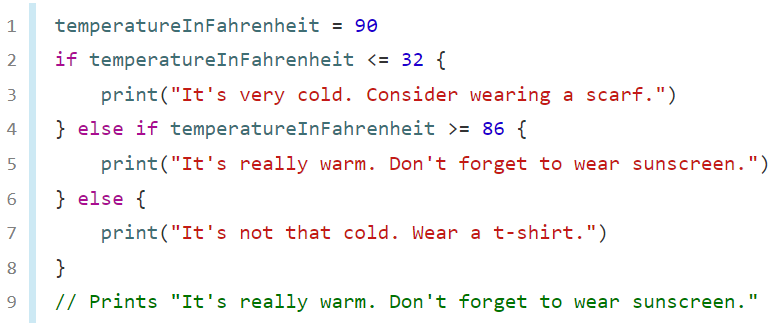 1 temperatureInFahrenheit = 90
2 if temperatureInFahrenheit <= 32 {
3     print("It's very cold. Consider wearing a scarf.")
4 } else if temperatureInFahrenheit >= 86 {
5     print("It's really warm. Don't forget to wear sunscreen.")
6 } else {
7     print("It's not that cold. Wear a t-shirt.")
8 }
9 // Prints "It's really warm. Don't forget to wear sunscreen."